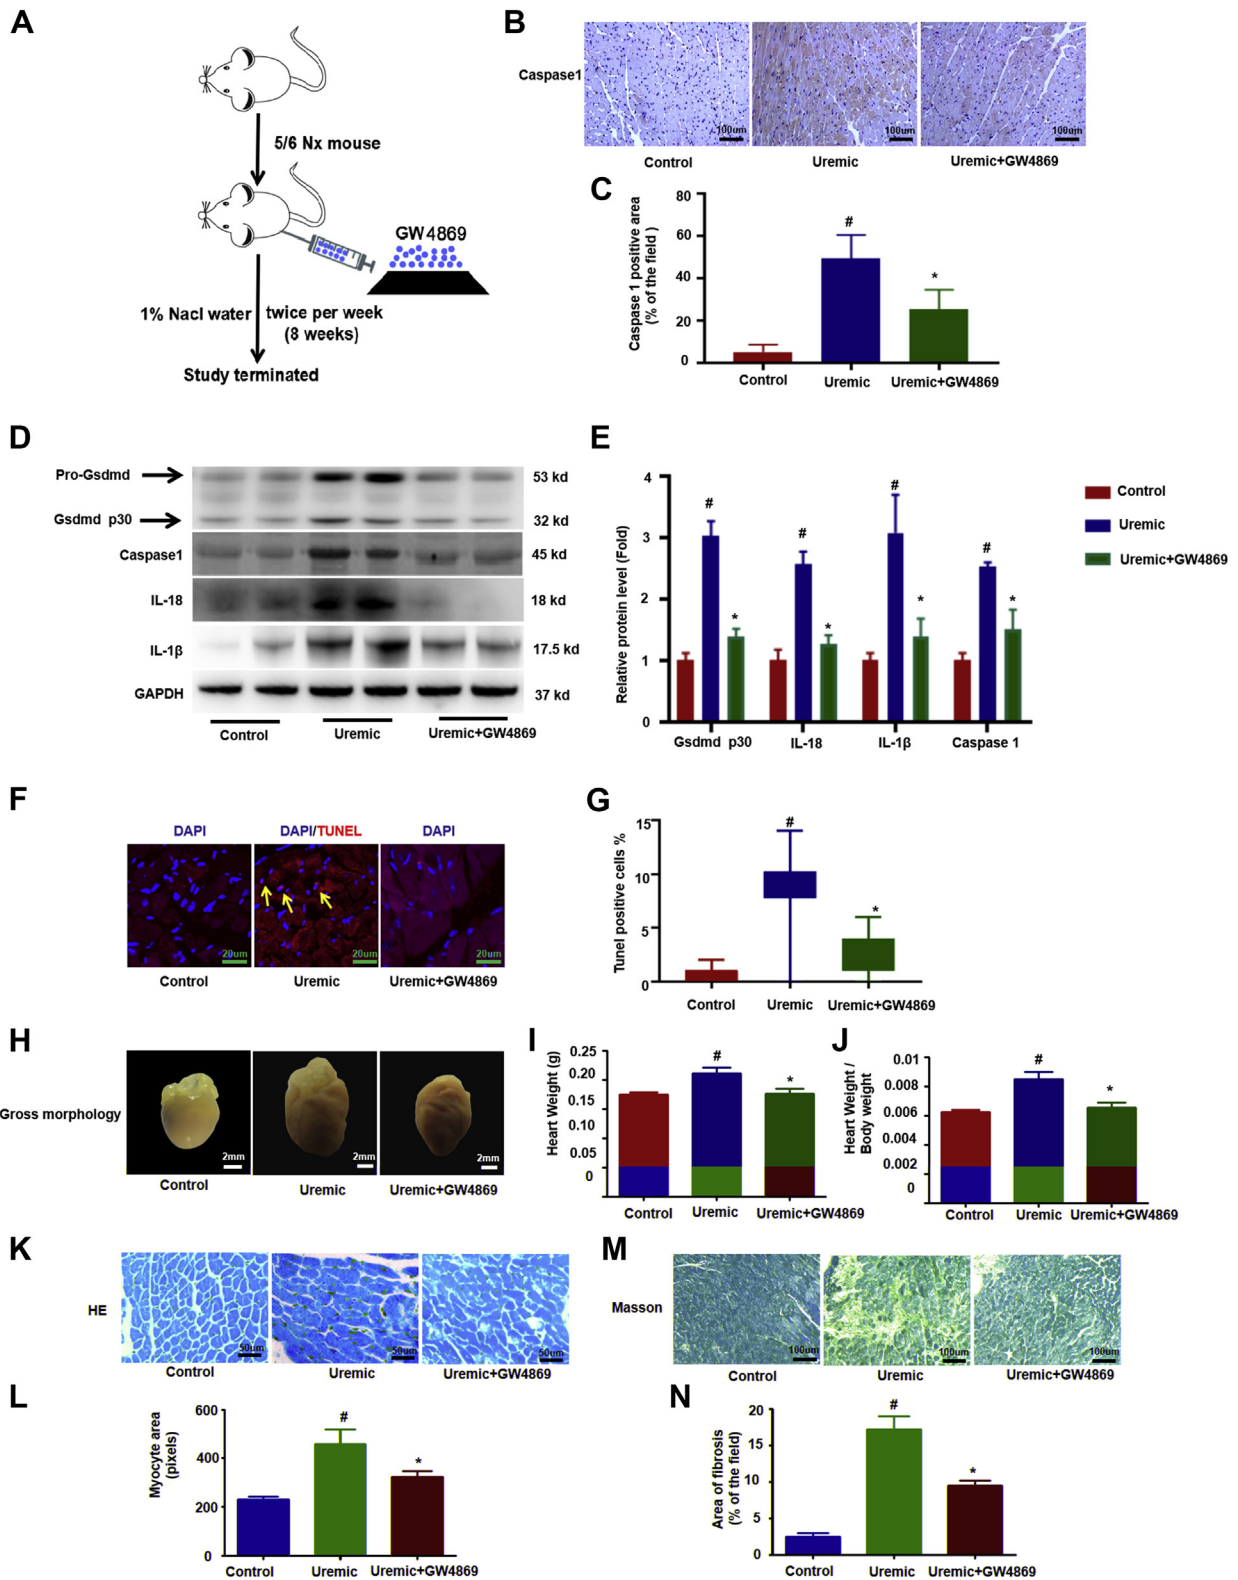 A
5/6 Nx mouse
GW4869
1% Nacl water
twice per week
(8 weeks)
Study terminated
B
Caspase1
100um
100um
100um
Control
Uremic
Uremic+GW4869
C
Caspase 1 positive area
(% of the field )
80
60
40
20
0
#
*
Control
Uremic
Uremic+GW4869
D
Pro-Gsdmd
53 kd
Gsdmd p30
32 kd
Caspase1
45 kd
IL-18
18 kd
IL-1β
17.5 kd
GAPDH
37 kd
Control
Uremic
Uremic+GW4869
E
Relative protein level (Fold)
4
3
2
1
0
#
*
#
*
#
*
#
*
Gsdmd p30
IL-18
IL-1β
Caspase 1
Control
Uremic
Uremic+GW4869
F
DAPI
DAPI/TUNEL
DAPI
20um
20um
20um
Control
Uremic
Uremic+GW4869
G
Tunel positive cells %
15
10
5
0
#
*
Control
Uremic
Uremic+GW4869
H
Gross morphology
2mm
2mm
2mm
Control
Uremic
Uremic+GW4869
I
Heart Weight (g)
0.25
0.20
0.15
0.10
0.05
0
#
*
Control
Uremic
Uremic+GW4869
J
Heart Weight /
Body weight
0.01
0.008
0.006
0.004
0.002
0
#
*
Control
Uremic
Uremic+GW4869
K
HE
50um
50um
50um
Control
Uremic
Uremic+GW4869
L
Myocyte area
(pixels)
600
400
200
0
#
*
Control
Uremic
Uremic+GW4869
M
Masson
100um
100um
100um
Control
Uremic
Uremic+GW4869
N
Area of fibrosis
(% of the field)
20
15
10
5
0
#
*
Control
Uremic
Uremic+GW4869